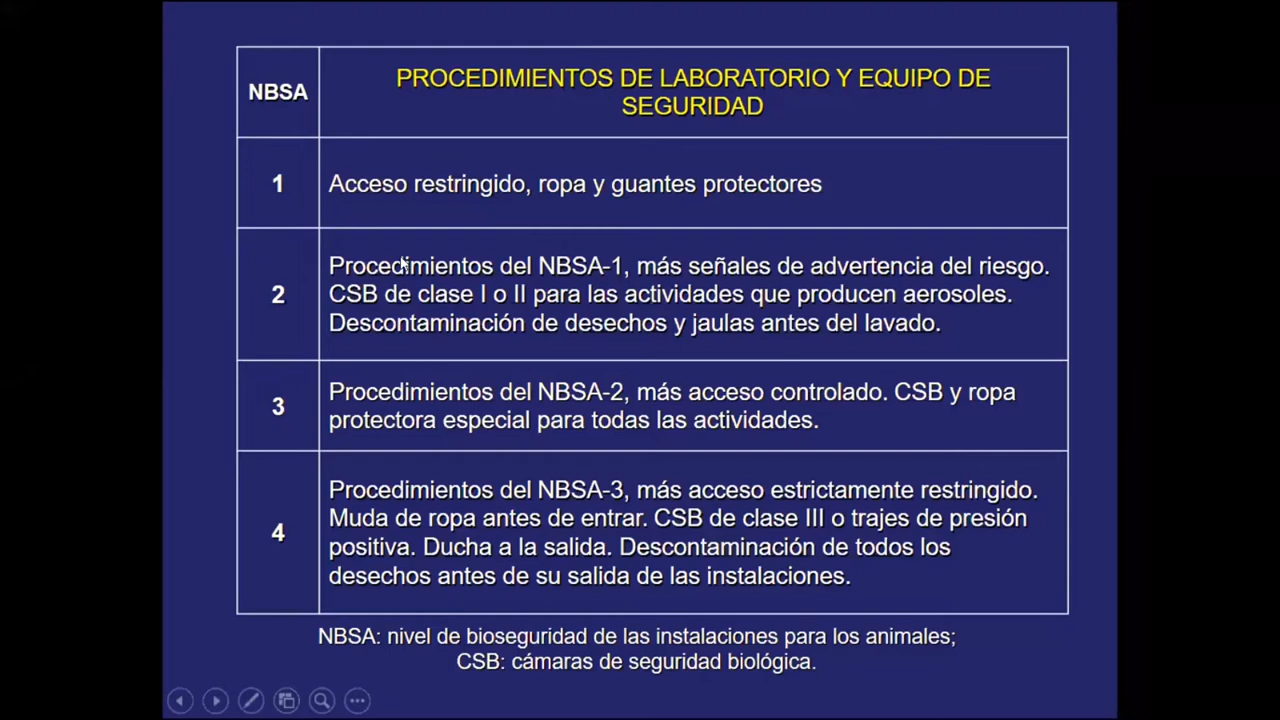 NBSA
PROCEDIMIENTOS DE LABORATORIO Y EQUIPO DE
SEGURIDAD
1
Acceso restringido, ropa y guantes protectores
2
Procedimientos del NBSA-1, más señales de advertencia del riesgo.
CSB de clase I o II para las actividades que producen aerosoles.
Descontaminación de desechos y jaulas antes del lavado.
3
Procedimientos del NBSA-2, más acceso controlado. CSB y ropa
protectora especial para todas las actividades.
4
Procedimientos del NBSA-3, más acceso estrictamente restringido.
Muda de ropa antes de entrar. CSB de clase III o trajes de presión
positiva. Ducha a la salida. Descontaminación de todos los
desechos antes de su salida de las instalaciones.
NBSA: nivel de bioseguridad de las instalaciones para los animales;
CSB: cámaras de seguridad biológica.